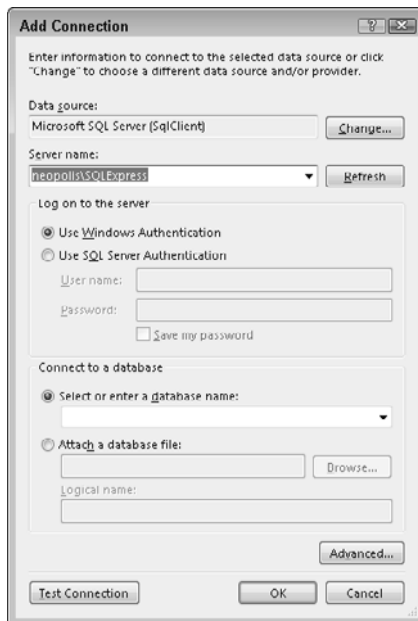 Add Connection
Enter information to connect to the selected data source or click
"Change" to choose a different data source and/or provider.
Data source:
Microsoft SQL Server (SqlClient)
Change...
Server name:
neopolis\SQLExpress
Refresh
Log on to the server
Use Windows Authentication
Use SQL Server Authentication
User name:
Password:
Save my password
Connect to a database
Select or enter a database name:
Attach a database file:
Browse...
Logical name:
Advanced...
Test Connection
OK
Cancel